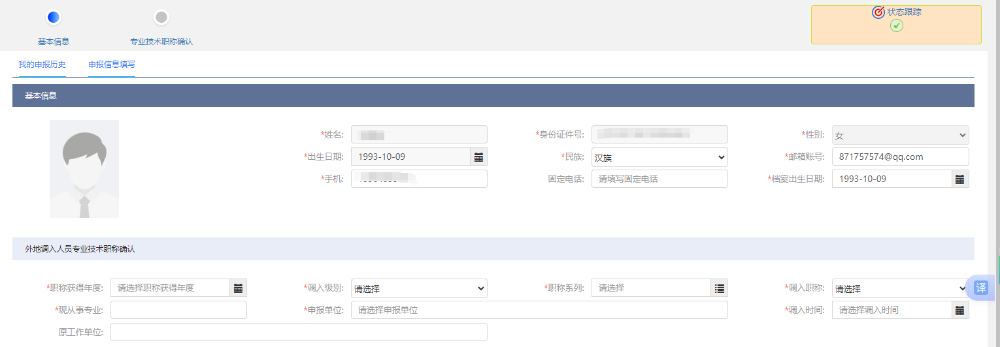 状态跟踪
基本信息 专业技术职称确认
我的申报历史 申报信息填写
基本信息
*姓名: *身份证件号: *性别: 女
*出生日期: 1993-10-09 *民族: 汉族 *邮箱账号: 871757574@qq.com
*手机: 固定电话: 请填写固定电话 *档案出生日期: 1993-10-09
外地调入人员专业技术职称确认
*职称获得年度: 请选择职称获得年度 *调入级别: 请选择 *职称系列: 请选择 *调入职称: 请选择
译
*现从事专业: *申报单位: 请选择申报单位 *调入时间: 请选择调入时间
原工作单位: